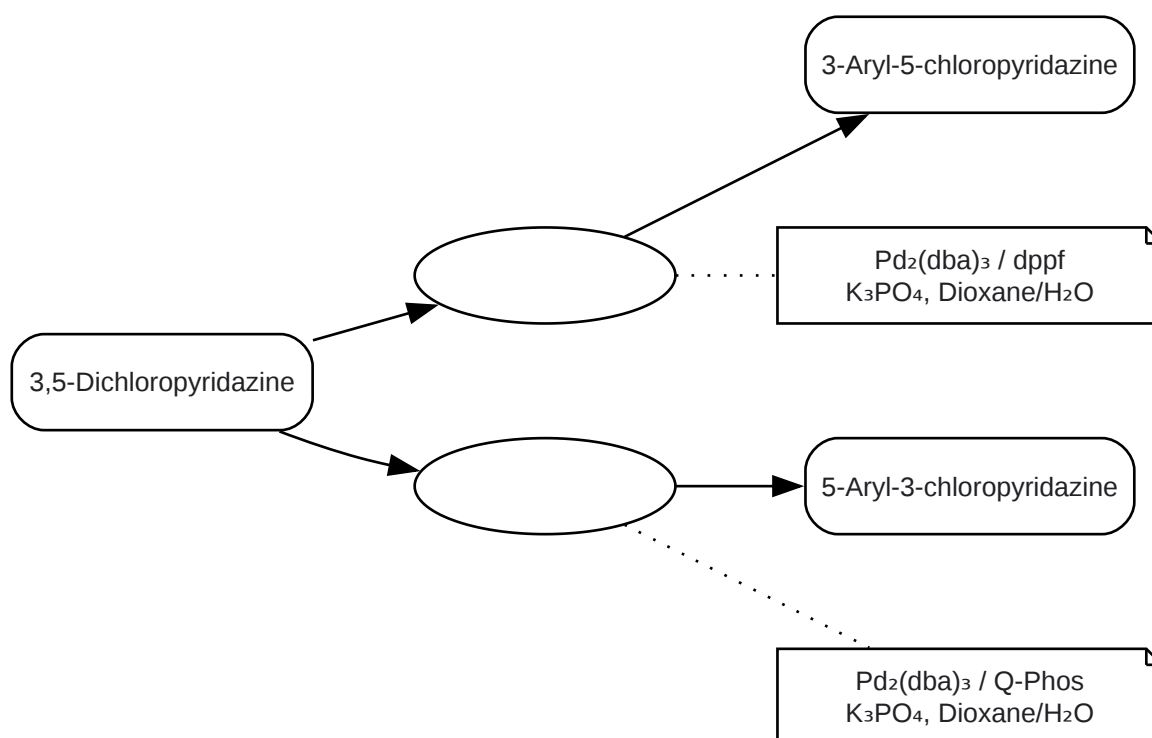 3-Aryl-5-chloropyridazine
Pd₂(dba)₃ / dppf
K₃PO₄, Dioxane/H₂O
3,5-Dichloropyridazine
5-Aryl-3-chloropyridazine
Pd₂(dba)₃ / Q-Phos
K₃PO₄, Dioxane/H₂O